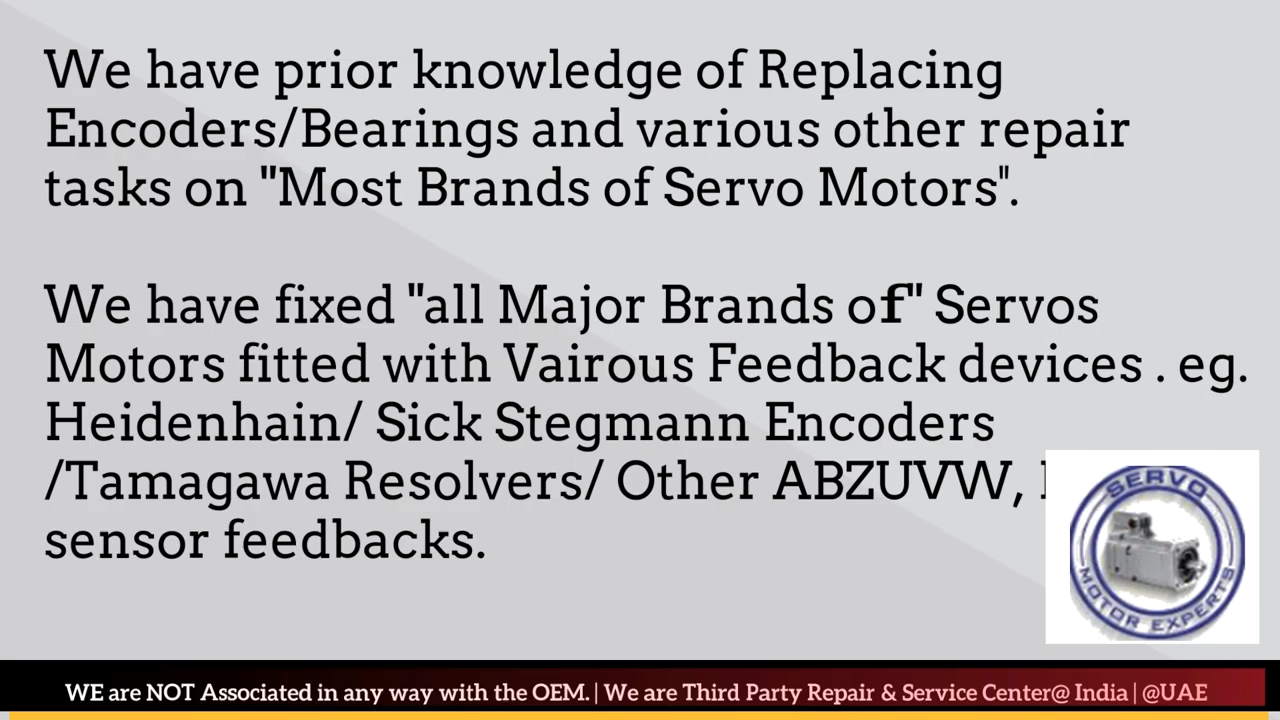 We have prior knowledge of Replacing
Encoders/Bearings and various other repair
tasks on "Most Brands of Servo Motors".
We have fixed "all Major Brands of" Servos
Motors fitted with Vairous Feedback devices . eg.
Heidenhain/ Sick Stegmann Encoders
/Tamagawa Resolvers/ Other ABZUVW,
sensor feedbacks.
SERVO
MOTOR EXPERTS
WE are NOT Associated in any way with the OEM. | We are Third Party Repair & Service Center@ India | @UAE